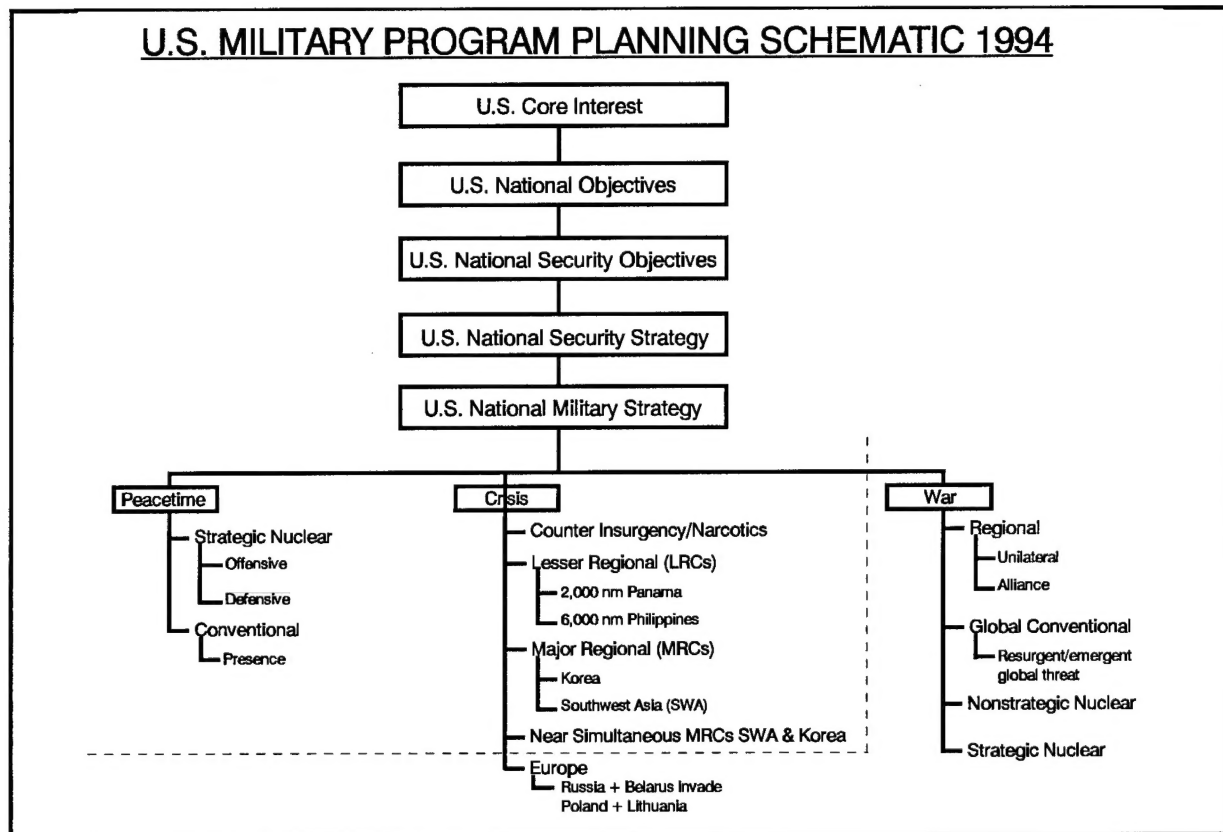 U.S. MILITARY PROGRAM PLANNING SCHEMATIC 1994
U.S. Core Interest
U.S. National Objectives
U.S. National Security Objectives
U.S. National Security Strategy
U.S. National Military Strategy
Peacetime
Strategic Nuclear
Offensive
Defensive
Conventional
Presence
Crisis
Counter Insurgency/Narcotics
Lesser Regional (LRCs)
2,000 nm Panama
6,000 nm Philippines
Major Regional (MRCs)
Korea
Southwest Asia (SWA)
Near Simultaneous MRCs SWA & Korea
Europe
Russia + Belarus Invade
Poland + Lithuania
War
Regional
Unilateral
Alliance
Global Conventional
Resurgent/emergent
global threat
Nonstrategic Nuclear
Strategic Nuclear